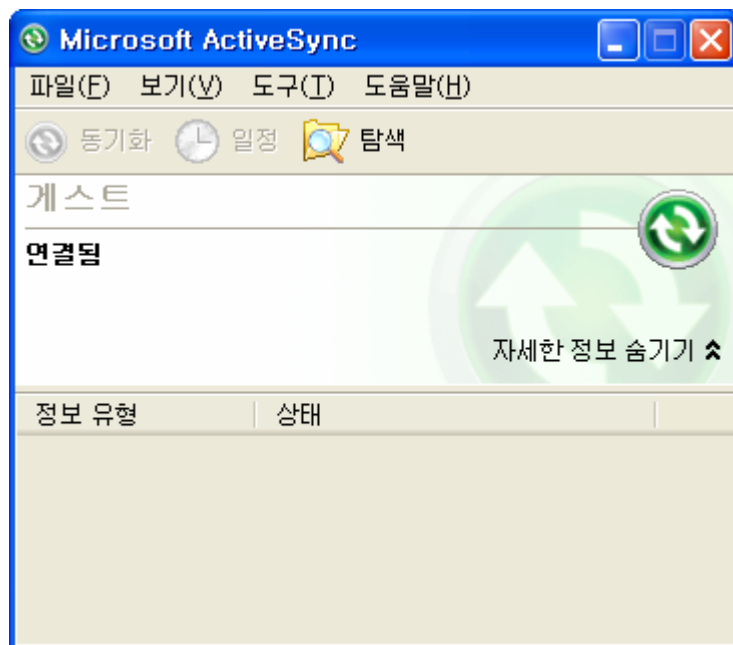 Microsoft ActiveSync
파일(F) 보기(V) 도구(T) 도움말(H)
동기화 일정 탐색
게스트
연결됨
자세한 정보 숨기기
정보 유형 상태